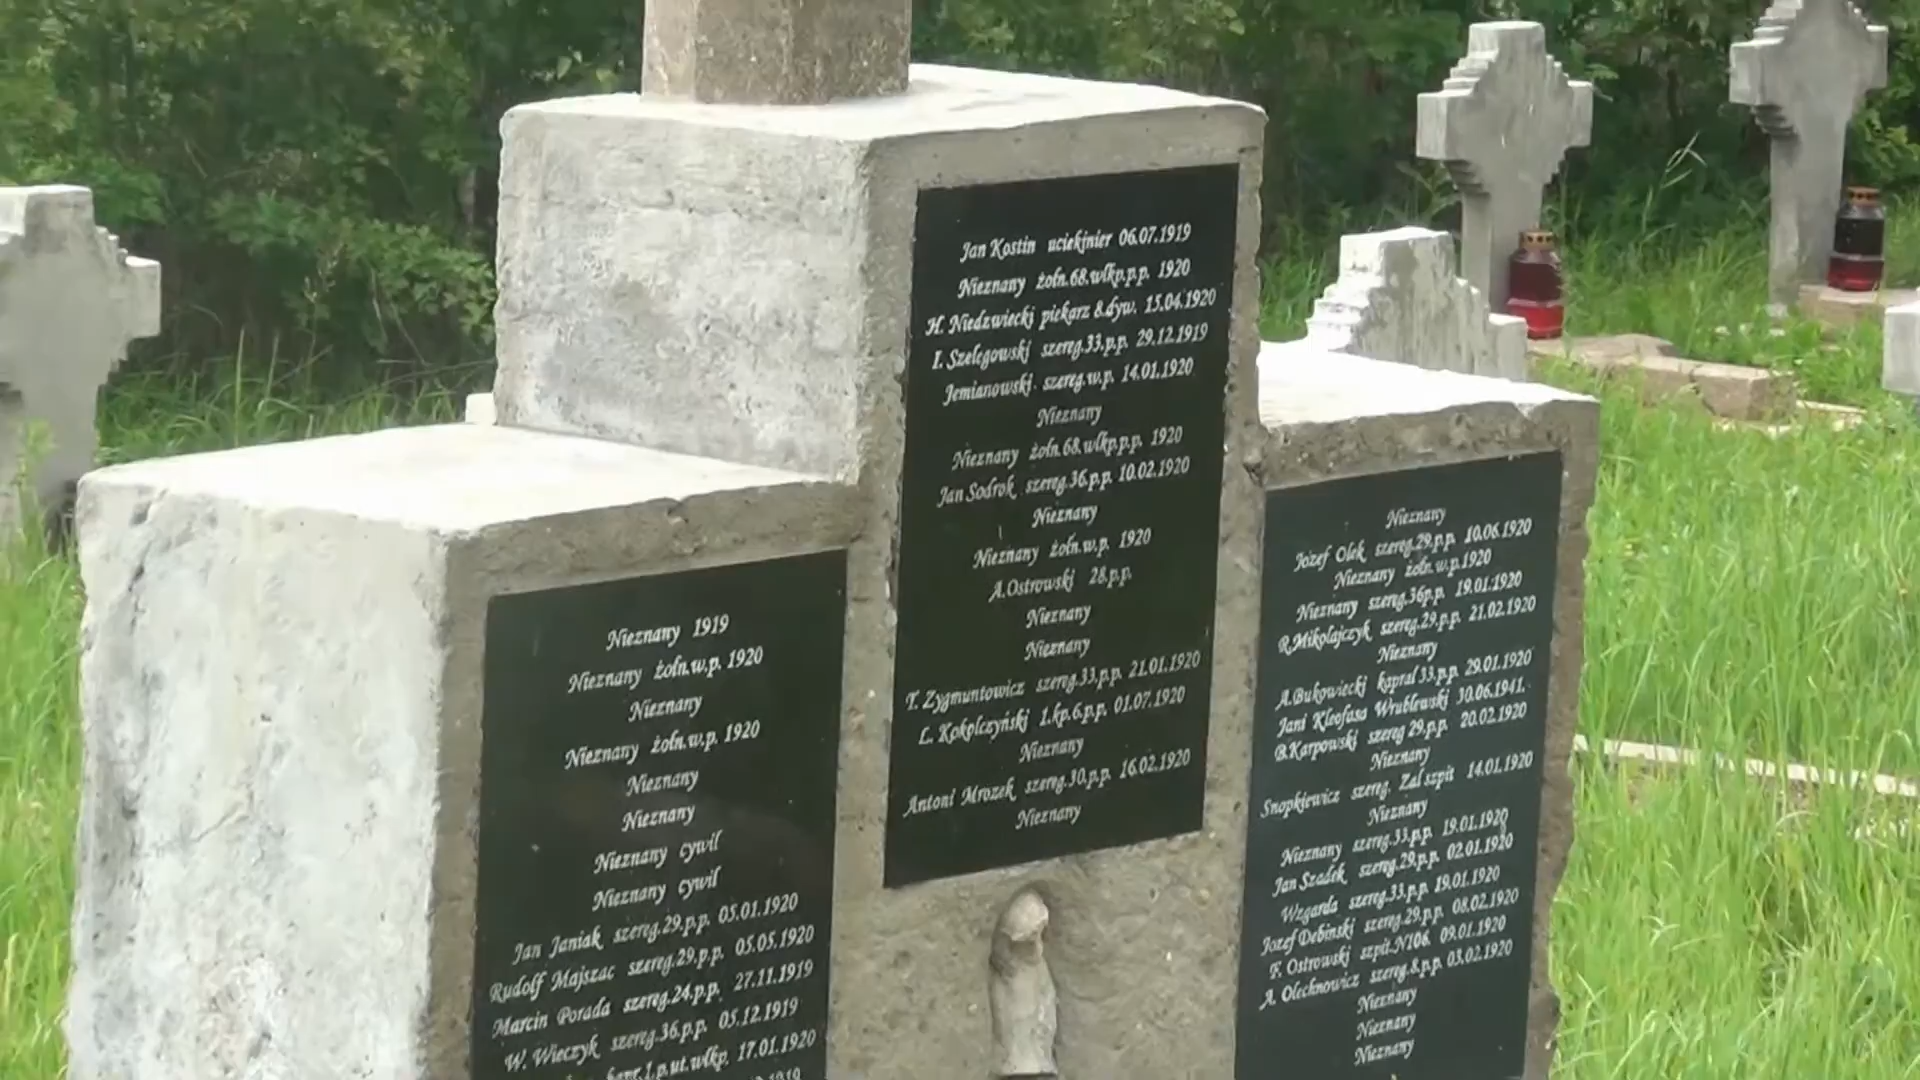 Nieznany 1919
Nieznany żołn.w.p. 1920
Nieznany
Nieznany żołn.w.p. 1920
Nieznany
Nieznany
Nieznany cywil
Nieznany cywil
Jan Janiak szereg.29.p.p. 05.01.1920
Rudolf Majszac szereg.29.p.p. 05.05.1920
Marcin Porada szereg.24.p.p. 27.11.1919
W. Wieczyk szereg.36.p.p. 05.12.1919
kapr.1.p.ut.wlkp. 17.01.1920
Jan Kostin uciekinier 06.07.1919
Nieznany żołn.68.wlkp.p.p. 1920
H. Niedzwiecki piekarz 8.dyw. 15.04.1920
I. Szelegowski szereg.33.p.p. 29.12.1919
Jemianowski szereg.w.p. 14.01.1920
Nieznany
Nieznany żołn.68.wlkp.p.p. 1920
Jan Sodrok szereg.36.p.p. 10.02.1920
Nieznany
Nieznany żołn.w.p. 1920
A.Ostrowski 28.p.p.
Nieznany
Nieznany
T. Zygmuntowicz szereg.33.p.p. 21.01.1920
L. Kokolczyński 1.kp.6.p.p. 01.07.1920
Nieznany
Antoni Mrozek szereg.30.p.p. 16.02.1920
Nieznany
Nieznany
Jozef Olek szereg.29.p.p. 10.06.1920
Nieznany żołn.w.p.1920
Nieznany szereg.36p.p. 19.01.1920
R.Mikolajczyk szereg.29.p.p. 21.02.1920
Nieznany
A.Bukowiecki kapral 33.p.p. 29.01.1920
Jani Kleofasa Wrublewski 30.06.1941.
B.Karpowski szereg 29.p.p. 20.02.1920
Nieznany
Snopkiewicz szereg. Zal szpit 14.01.1920
Nieznany
Nieznany szereg.33.p.p. 19.01.1920
Jan Szadek szereg.29.p.p. 02.01.1920
Wzgarda szereg.33.p.p. 19.01.1920
Jozef Debinski szereg.29.p.p. 08.02.1920
F. Ostrowski szpit.N106. 09.01.1920
A. Olechnowicz szereg.8.p.p. 03.02.1920
Nieznany
Nieznany
Nieznany